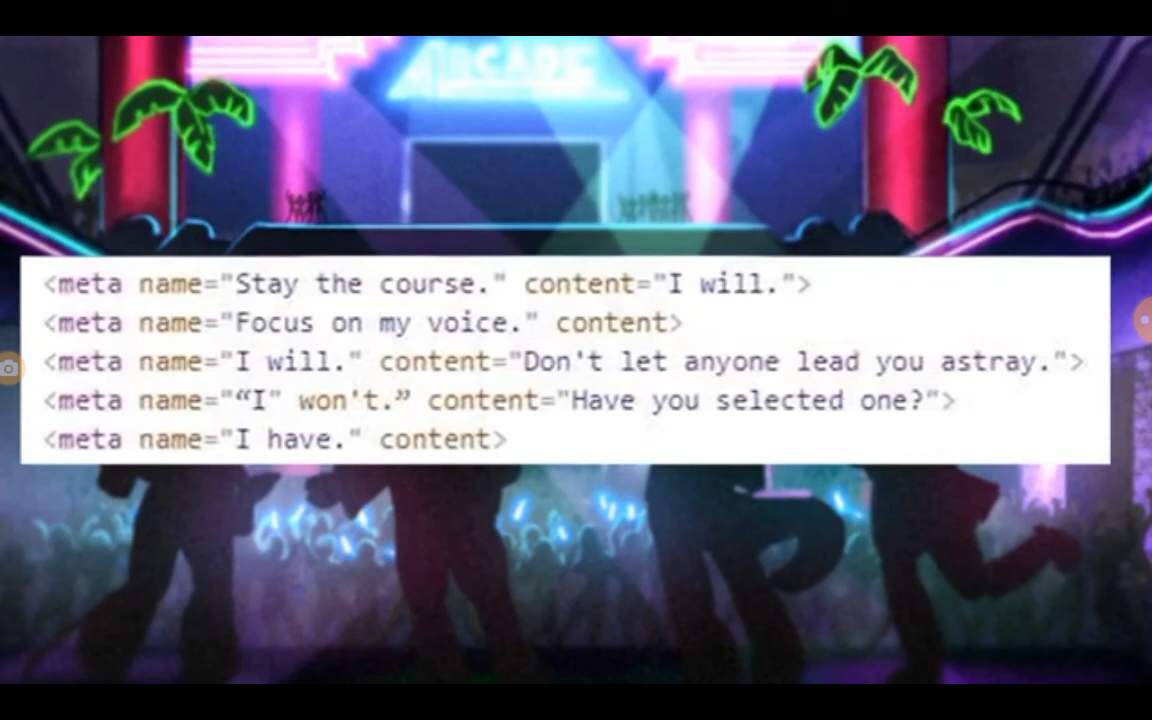 ARCADE
<meta name="Stay the course." content="I will.">
<meta name="Focus on my voice." content>
<meta name="I will." content="Don't let anyone lead you astray.">
<meta name="“I" won't.” content="Have you selected one?">
<meta name="I have." content>